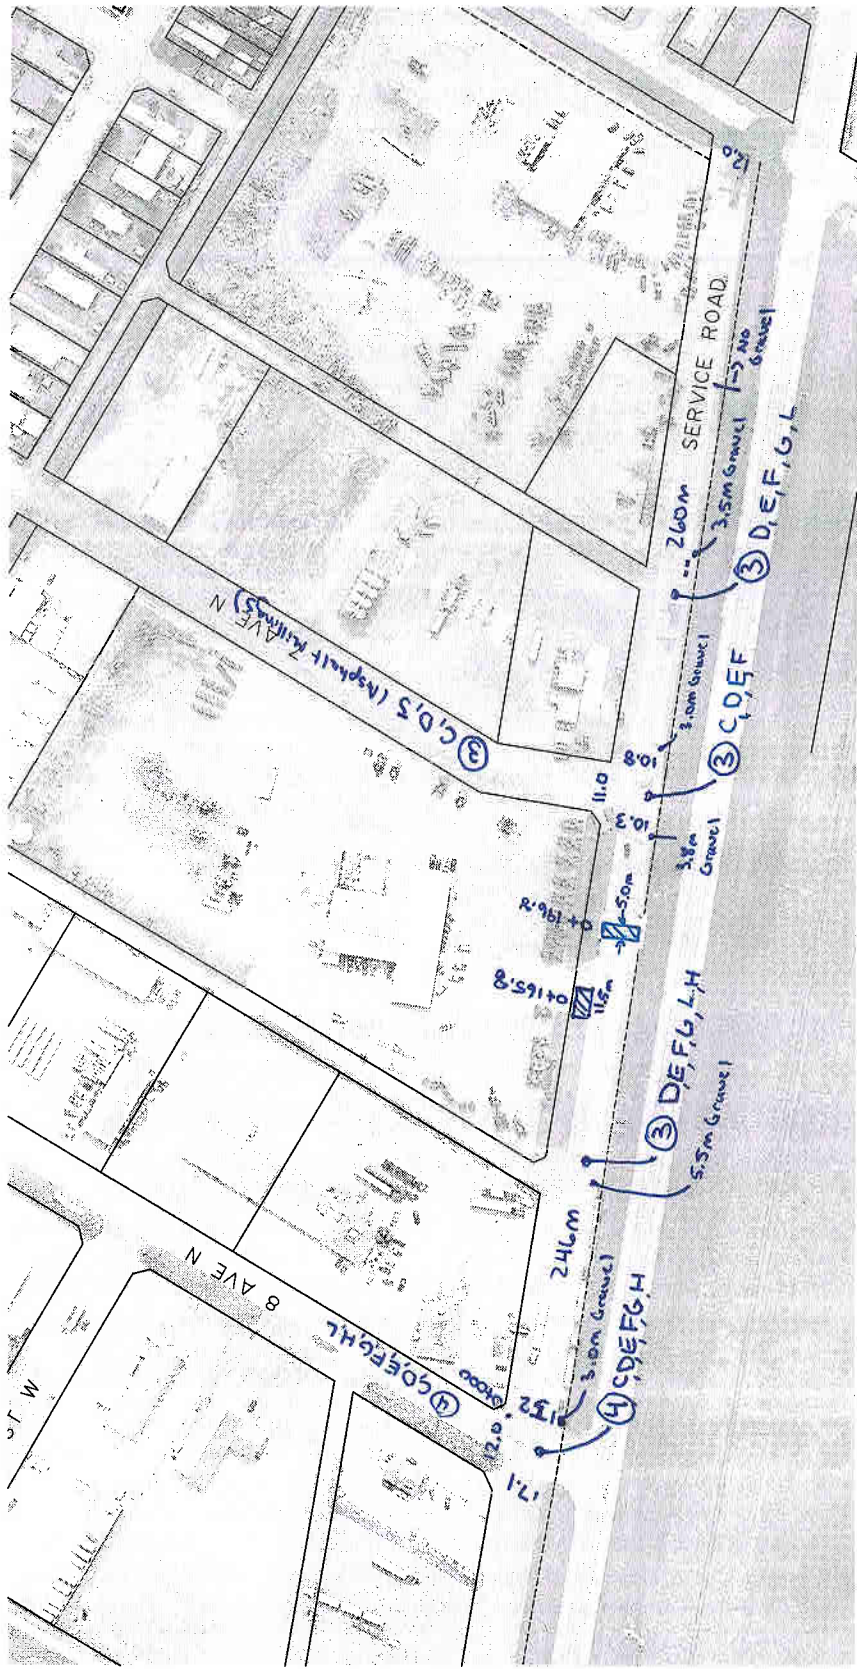 12.0
SERVICE ROAD
|-> No
Gravel
3.5m Gravel
260m
③ D, E, F, G, L
7 AVE N
③ C, D, J (Asphalt Millings)
3.0m Gravel
10.8
③ C, D, E, F
11.0
10.3
3.8m
Gravel
5.0m
0+196.8
0+165.8
11.5m
③ D, E, F, G, L, H
5.5m Gravel
246m
8 AVE N
④ C, D, E, F, G, H, L
0+000
3.0m Gravel
④ C, D, E, F, G, H
12.0
17.1
ST W